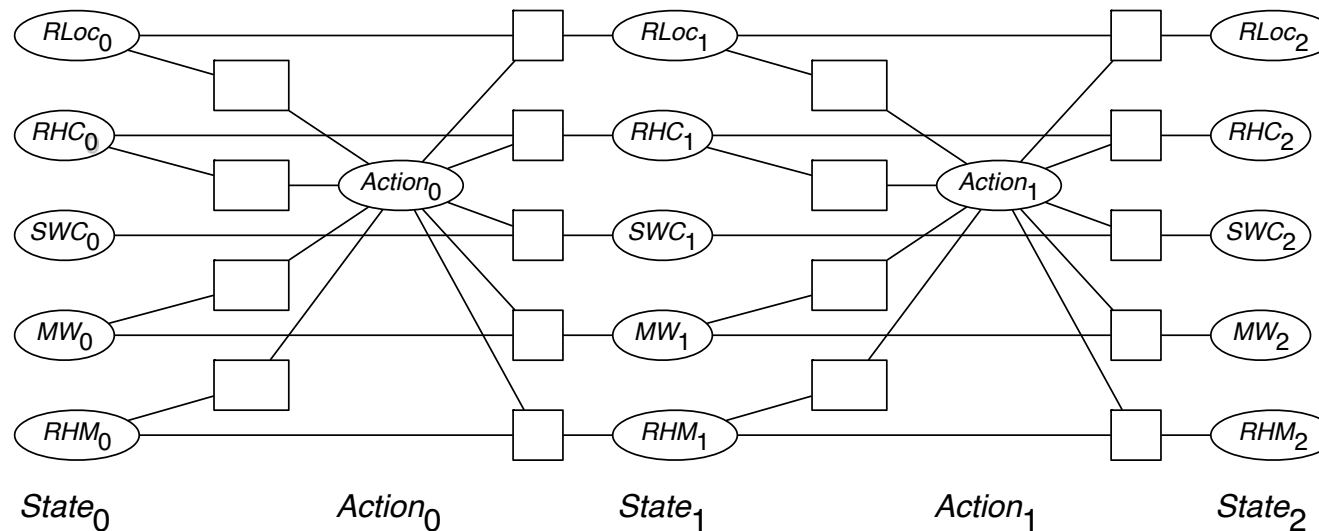 RLoc₀ RLoc₁ RLoc₂
RHC₀ RHC₁ RHC₂
Action₀ Action₁
SWC₀ SWC₁ SWC₂
MW₀ MW₁ MW₂
RHM₀ RHM₁ RHM₂
State₀ Action₀ State₁ Action₁ State₂